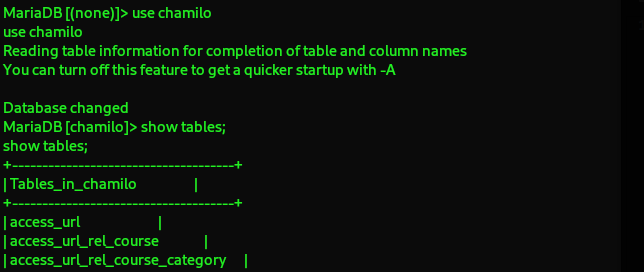 MariaDB [(none)]> use chamilo
use chamilo
Reading table information for completion of table and column names
You can turn off this feature to get a quicker startup with -A

Database changed
MariaDB [chamilo]> show tables;
show tables;
+-------------------------------------+
| Tables_in_chamilo |
+-------------------------------------+
| access_url |
| access_url_rel_course |
| access_url_rel_course_category |